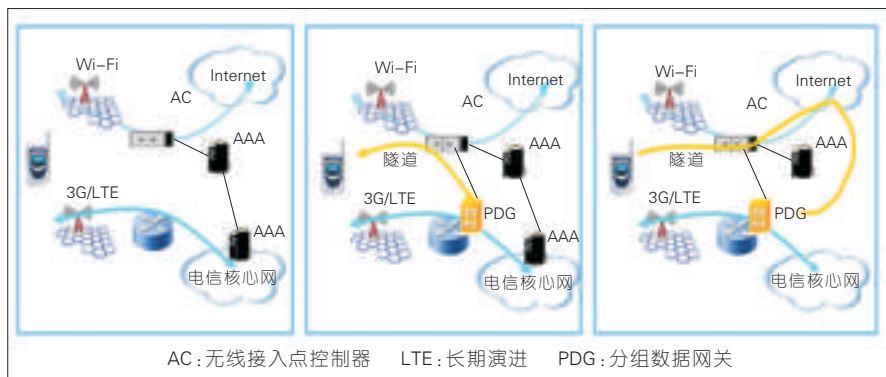 Wi-Fi
Internet
AC
AAA
3G/LTE
AAA
电信核心网
Wi-Fi
Internet
AC
AAA
隧道
3G/LTE
PDG
AAA
电信核心网
Wi-Fi
Internet
AC
AAA
隧道
3G/LTE
PDG
电信核心网
AC:无线接入点控制器 LTE:长期演进 PDG:分组数据网关